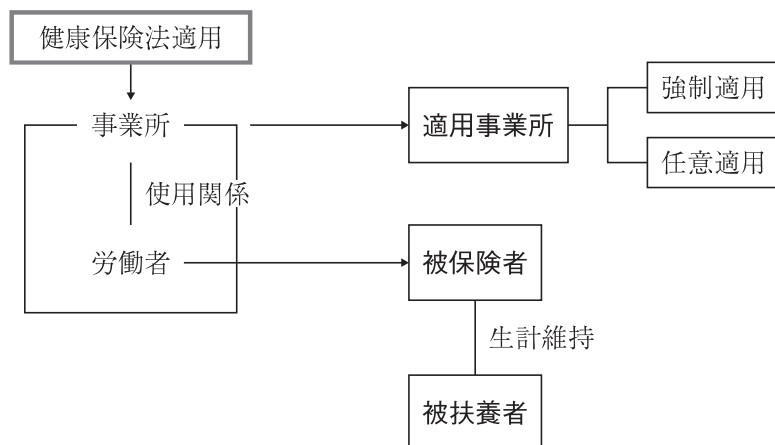 健康保険法適用
事業所
適用事業所
強制適用
任意適用
使用関係
労働者
被保険者
生計維持
被扶養者